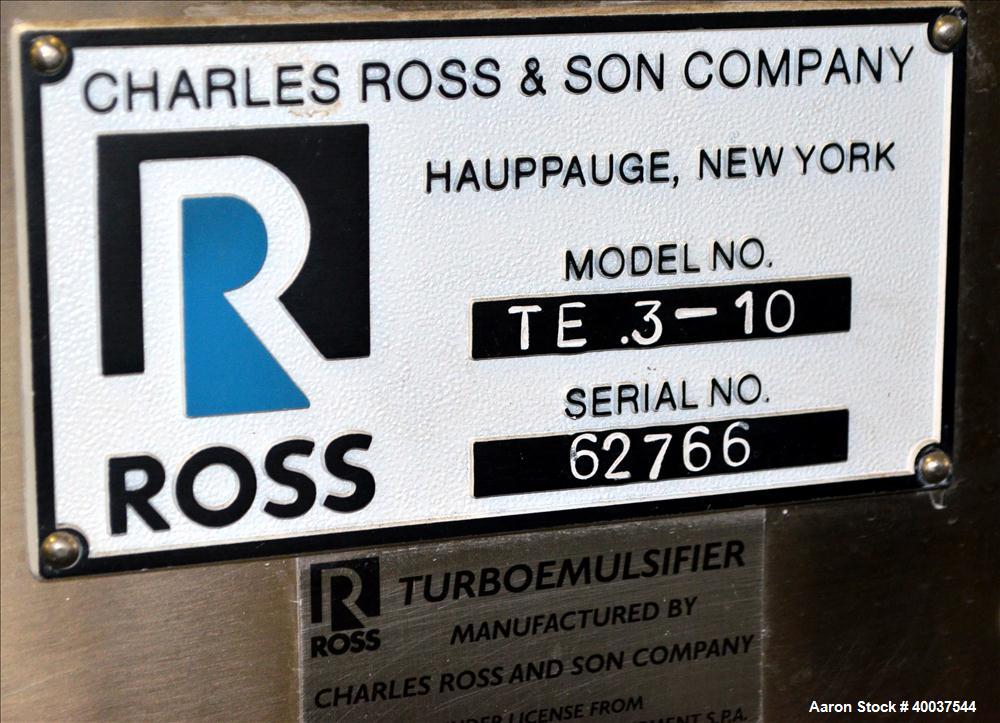 CHARLES ROSS & SON COMPANY
HAUPPAUGE, NEW YORK
MODEL NO.
TE .3-10
SERIAL NO.
62766
R
ROSS
R
ROSS
TURBOEMULSIFIER
MANUFACTURED BY
CHARLES ROSS AND SON COMPANY
UNDER LICENSE FROM
S.P.A.
Aaron Stock # 40037544